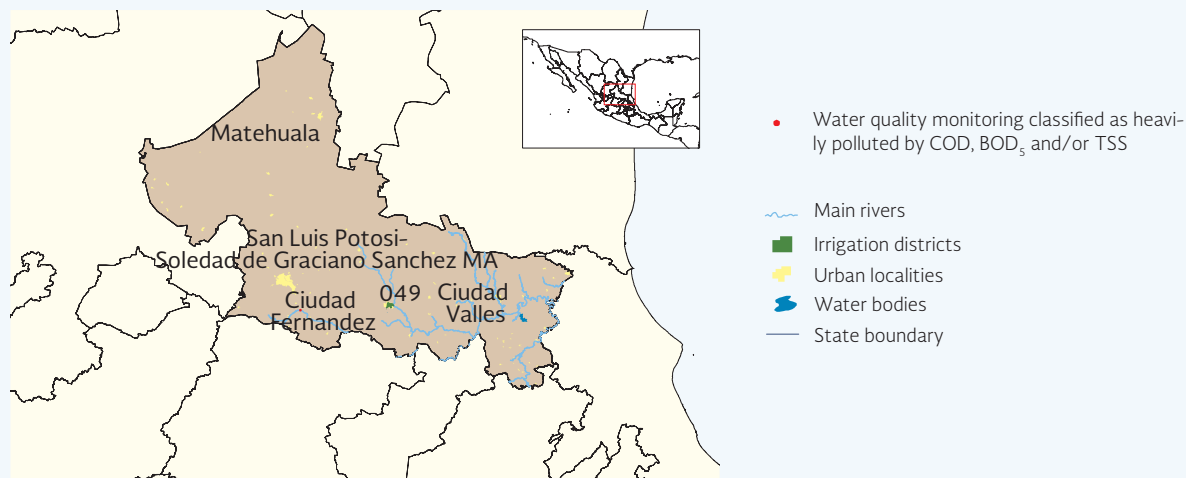 Matehuala
San Luis Potosi-
Soledad de Graciano Sanchez MA
Ciudad
Fernandez
049
Ciudad
Valles
Water quality monitoring classified as heavi-
ly polluted by COD, BOD₅ and/or TSS
Main rivers
Irrigation districts
Urban localities
Water bodies
State boundary